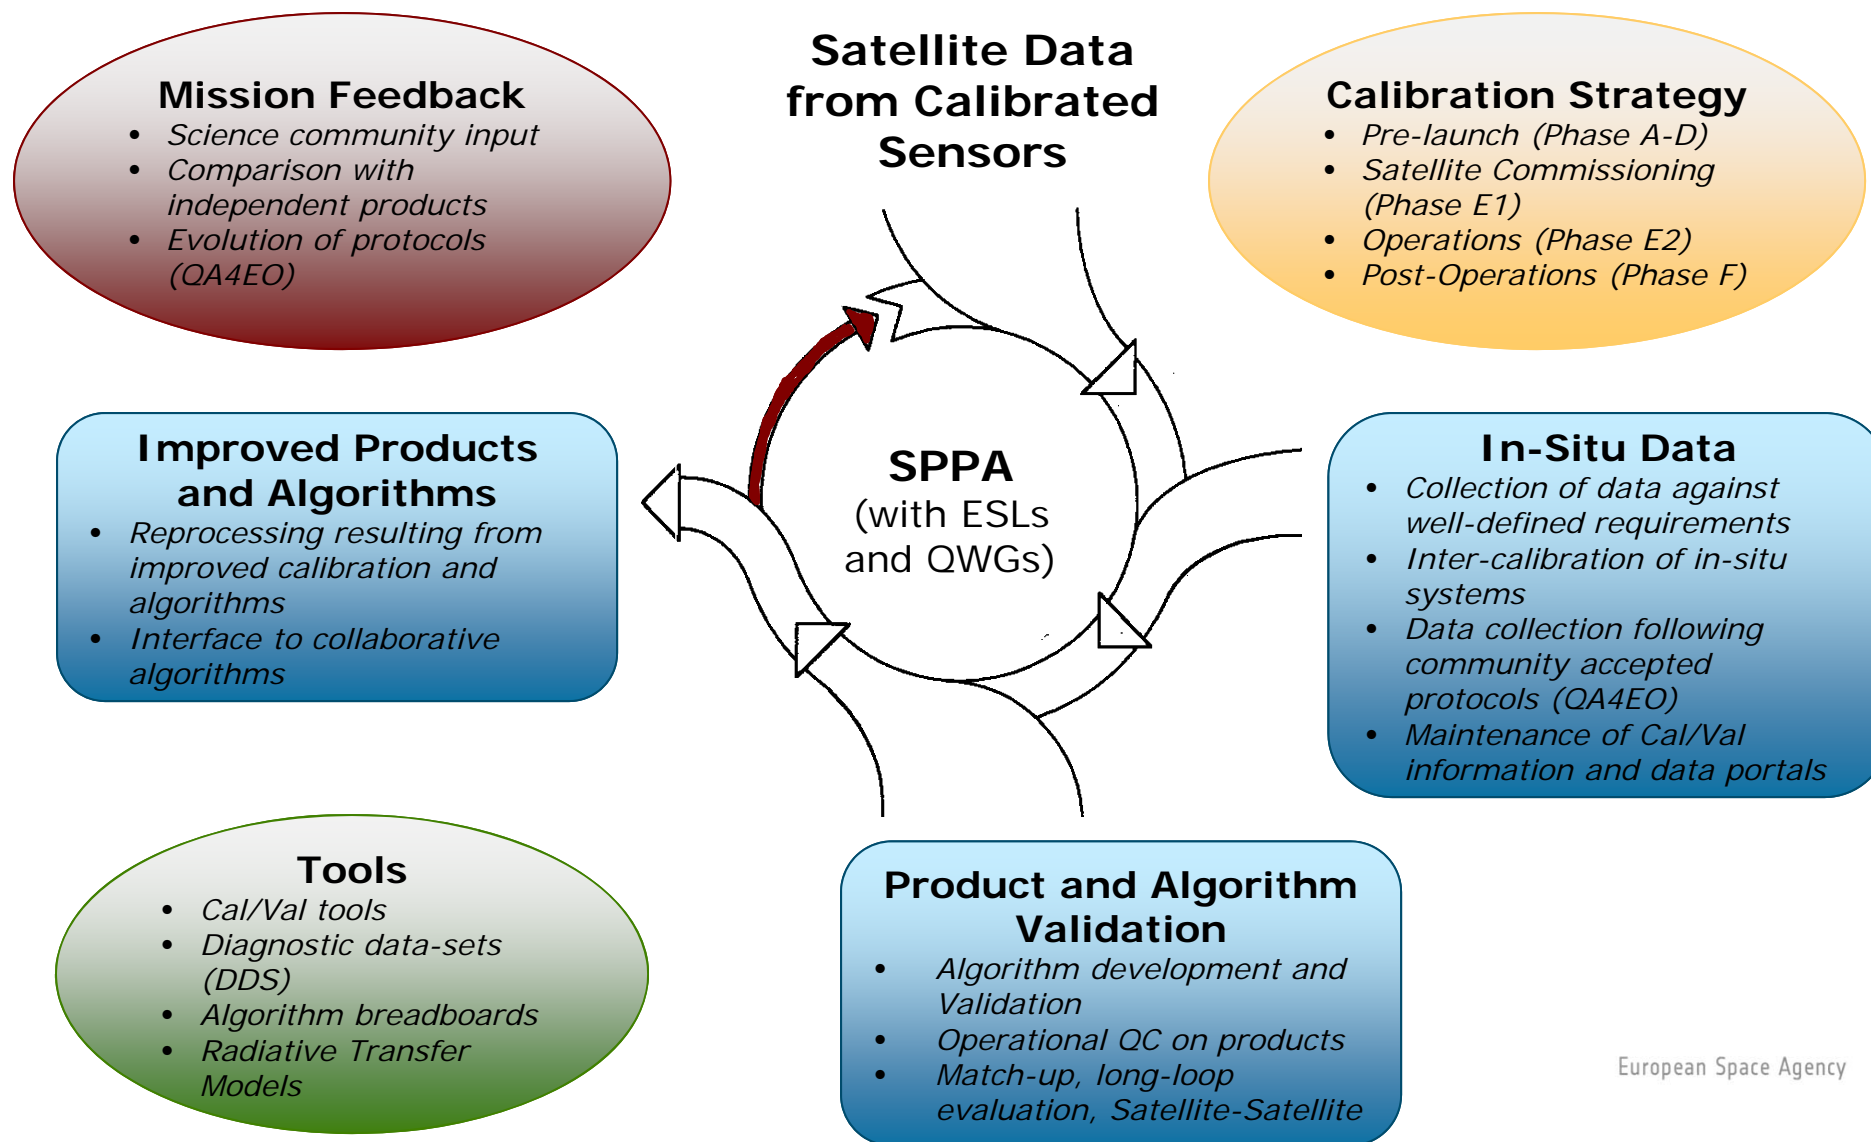 Mission Feedback
• Science community input
• Comparison with
independent products
• Evolution of protocols
(QA4EO)
Satellite Data
from Calibrated
Sensors
Calibration Strategy
• Pre-launch (Phase A-D)
• Satellite Commissioning
(Phase E1)
• Operations (Phase E2)
• Post-Operations (Phase F)
Improved Products
and Algorithms
• Reprocessing resulting from
improved calibration and
algorithms
• Interface to collaborative
algorithms
SPPA
(with ESLs
and QWGs)
In-Situ Data
• Collection of data against
well-defined requirements
• Inter-calibration of in-situ
systems
• Data collection following
community accepted
protocols (QA4EO)
• Maintenance of Cal/Val
information and data portals
Tools
• Cal/Val tools
• Diagnostic data-sets
(DDS)
• Algorithm breadboards
• Radiative Transfer
Models
Product and Algorithm
Validation
• Algorithm development and
Validation
• Operational QC on products
• Match-up, long-loop
evaluation, Satellite-Satellite
European Space Agency